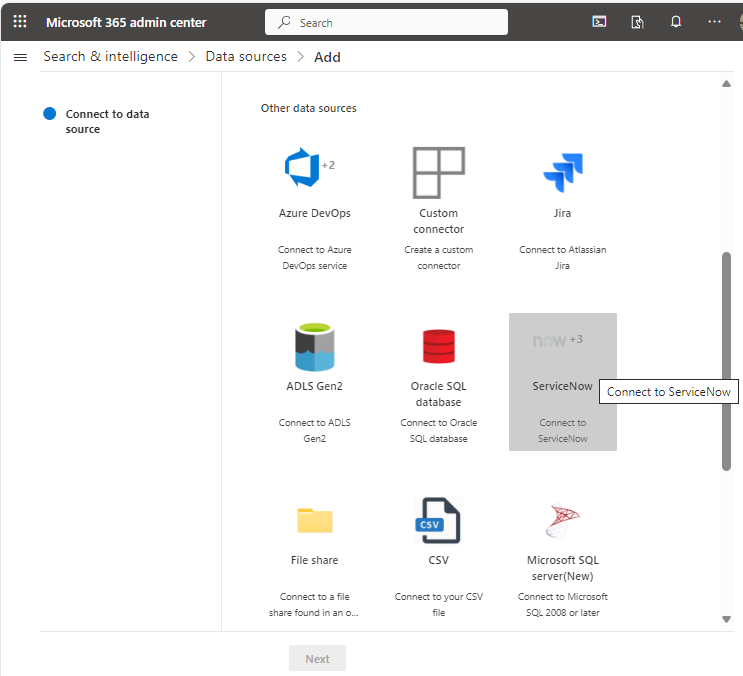 Microsoft 365 admin center
Search
Search & intelligence > Data sources > Add
Connect to data
source
Other data sources
+2
Azure DevOps
Connect to Azure
DevOps service
Custom
connector
Create a custom
connector
Jira
Connect to Atlassian
Jira
ADLS Gen2
Connect to ADLS
Gen2
Oracle SQL
database
Connect to Oracle
SQL database
now +3
ServiceNow
Connect to
ServiceNow
Connect to ServiceNow
File share
Connect to a file
share found in an o...
CSV
CSV
Connect to your CSV
file
Microsoft SQL
server(New)
Connect to Microsoft
SQL 2008 or later
Next